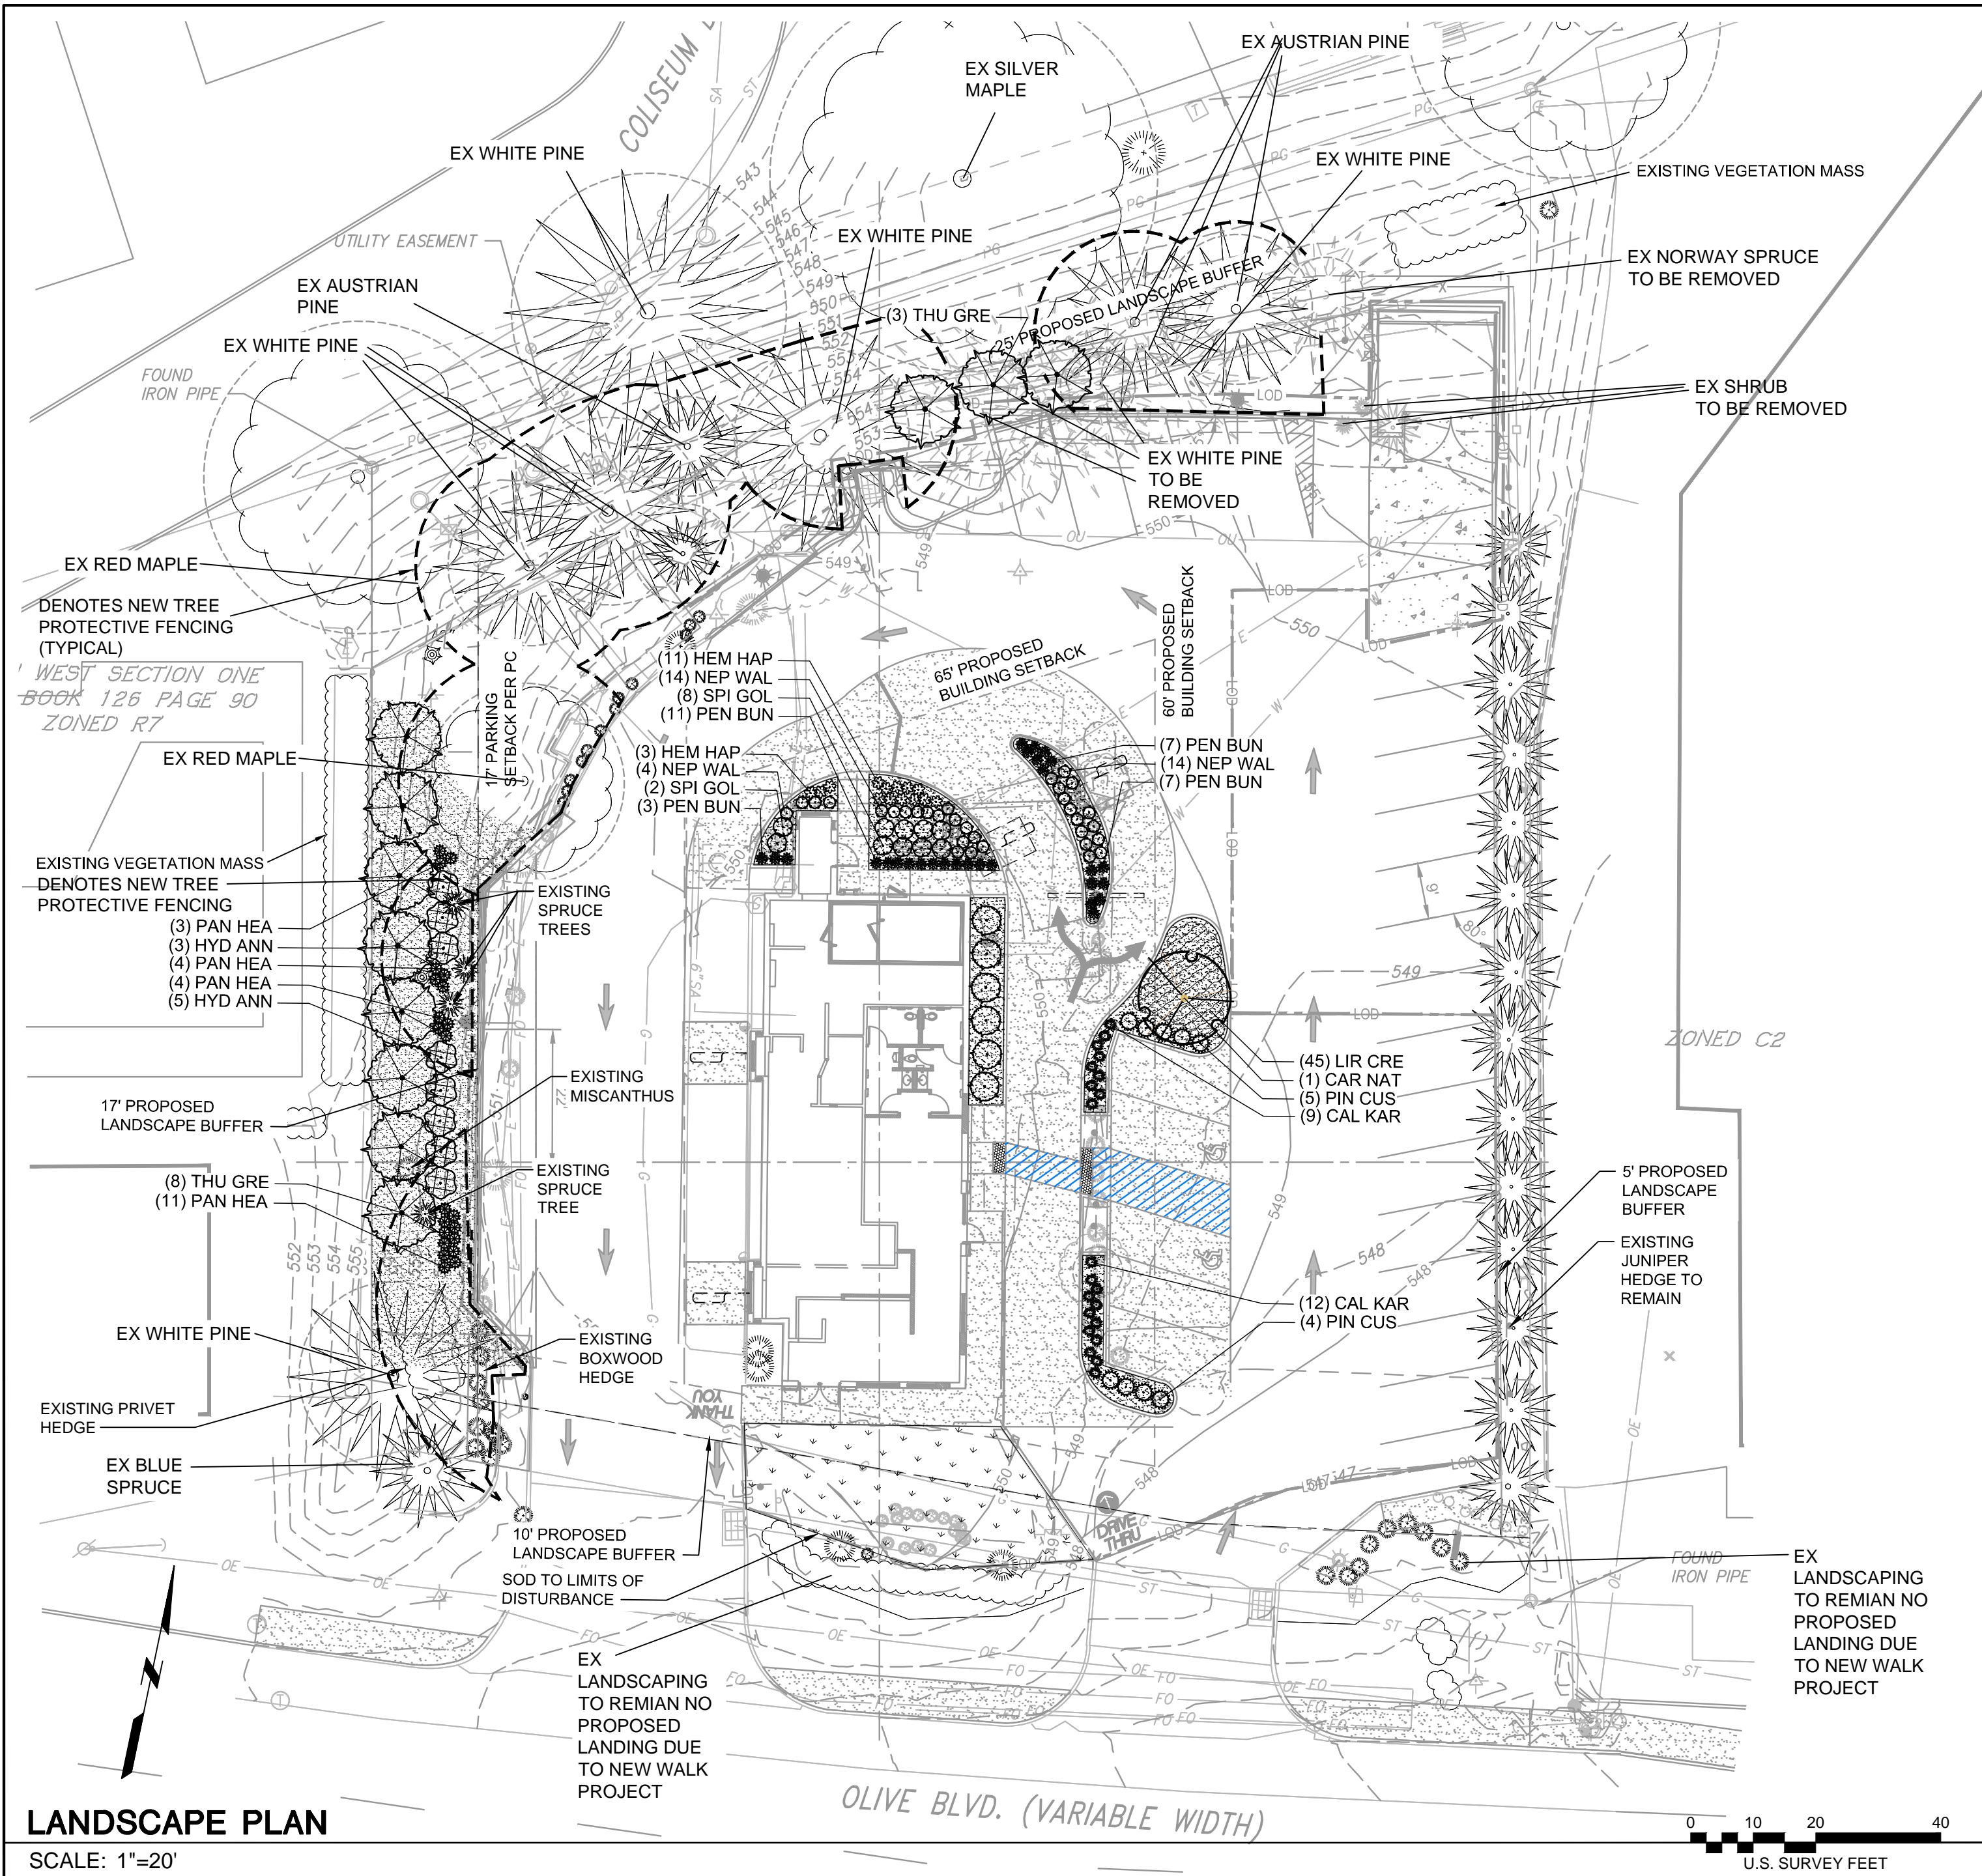 COLISEUM
EX AUSTRIAN PINE
EX SILVER
MAPLE
EX WHITE PINE
EX WHITE PINE
EXISTING VEGETATION MASS
UTILITY EASEMENT
EX WHITE PINE
EX NORWAY SPRUCE
TO BE REMOVED
EX AUSTRIAN
PINE
(3) THU GRE
25' PROPOSED LANDSCAPE BUFFER
EX WHITE PINE
FOUND
IRON PIPE
EX SHRUB
TO BE REMOVED
EX WHITE PINE
TO BE
REMOVED
EX RED MAPLE
DENOTES NEW TREE
PROTECTIVE FENCING
(TYPICAL)
WEST SECTION ONE
BOOK 126 PAGE 90
ZONED R7
17' PARKING
SETBACK PER PC
65' PROPOSED
BUILDING SETBACK
60' PROPOSED
BUILDING SETBACK
(11) HEM HAP
(14) NEP WAL
(8) SPI GOL
(11) PEN BUN
(3) HEM HAP
(4) NEP WAL
(2) SPI GOL
(3) PEN BUN
(7) PEN BUN
(14) NEP WAL
(7) PEN BUN
EX RED MAPLE
EXISTING VEGETATION MASS
DENOTES NEW TREE
PROTECTIVE FENCING
(3) PAN HEA
(3) HYD ANN
(4) PAN HEA
(4) PAN HEA
(5) HYD ANN
EXISTING
SPRUCE
TREES
9'
80°
549
ZONED C2
EXISTING
MISCANTHUS
(45) LIR CRE
(1) CAR NAT
(5) PIN CUS
(9) CAL KAR
17' PROPOSED
LANDSCAPE BUFFER
(8) THU GRE
(11) PAN HEA
EXISTING
SPRUCE
TREE
5' PROPOSED
LANDSCAPE
BUFFER
552
553
554
555
EXISTING
JUNIPER
HEDGE TO
REMAIN
(12) CAL KAR
(4) PIN CUS
EX WHITE PINE
EXISTING
BOXWOOD
HEDGE
EXISTING PRIVET
HEDGE
THANK
YOU
EX BLUE
SPRUCE
DRIVE
THRU
10' PROPOSED
LANDSCAPE BUFFER
SOD TO LIMITS OF
DISTURBANCE
FOUND
IRON PIPE
EX
LANDSCAPING
TO REMIAN NO
PROPOSED
LANDING DUE
TO NEW WALK
PROJECT
EX
LANDSCAPING
TO REMIAN NO
PROPOSED
LANDING DUE
TO NEW WALK
PROJECT
OLIVE BLVD. (VARIABLE WIDTH)
LANDSCAPE PLAN
SCALE: 1"=20'
0 10 20 40
U.S. SURVEY FEET